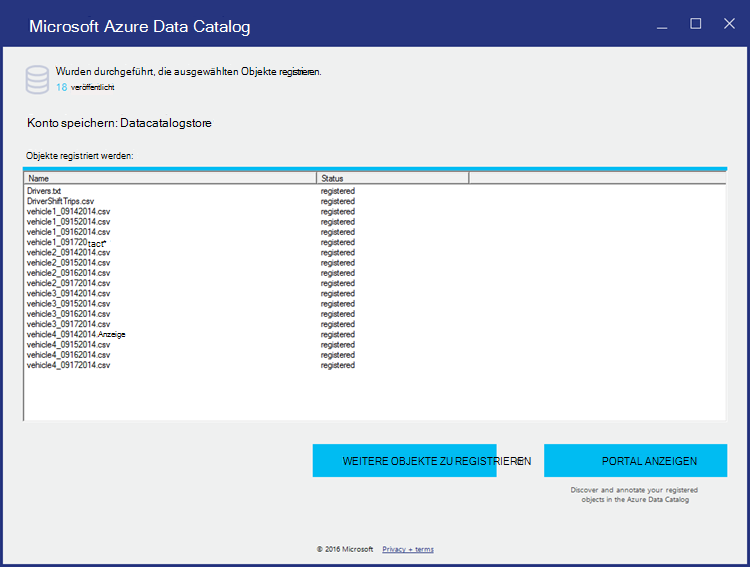 Microsoft Azure Data Catalog
Wurden durchgeführt, die ausgewählten Objekte registrieren.
18 veröffentlicht
Konto speichern: Datacatalogstore
Objekte registriert werden:
Name Status
Drivers.txt registered
DriverShiftTrips.csv registered
vehicle1_09142014.csv registered
vehicle1_09152014.csv registered
vehicle1_09162014.csv registered
vehicle1_091720tact* registered
vehicle2_09142014.csv registered
vehicle2_09152014.csv registered
vehicle2_09162014.csv registered
vehicle2_09172014.csv registered
vehicle3_09142014.csv registered
vehicle3_09152014.csv registered
vehicle3_09162014.csv registered
vehicle3_09172014.csv registered
vehicle4_09142014.Anzeige registered
vehicle4_09152014.csv registered
vehicle4_09162014.csv registered
vehicle4_09172014.csv registered
WEITERE OBJEKTE ZU REGISTRIEREN PORTAL ANZEIGEN
Discover and annotate your registered
objects in the Azure Data Catalog
© 2016 Microsoft Privacy + terms